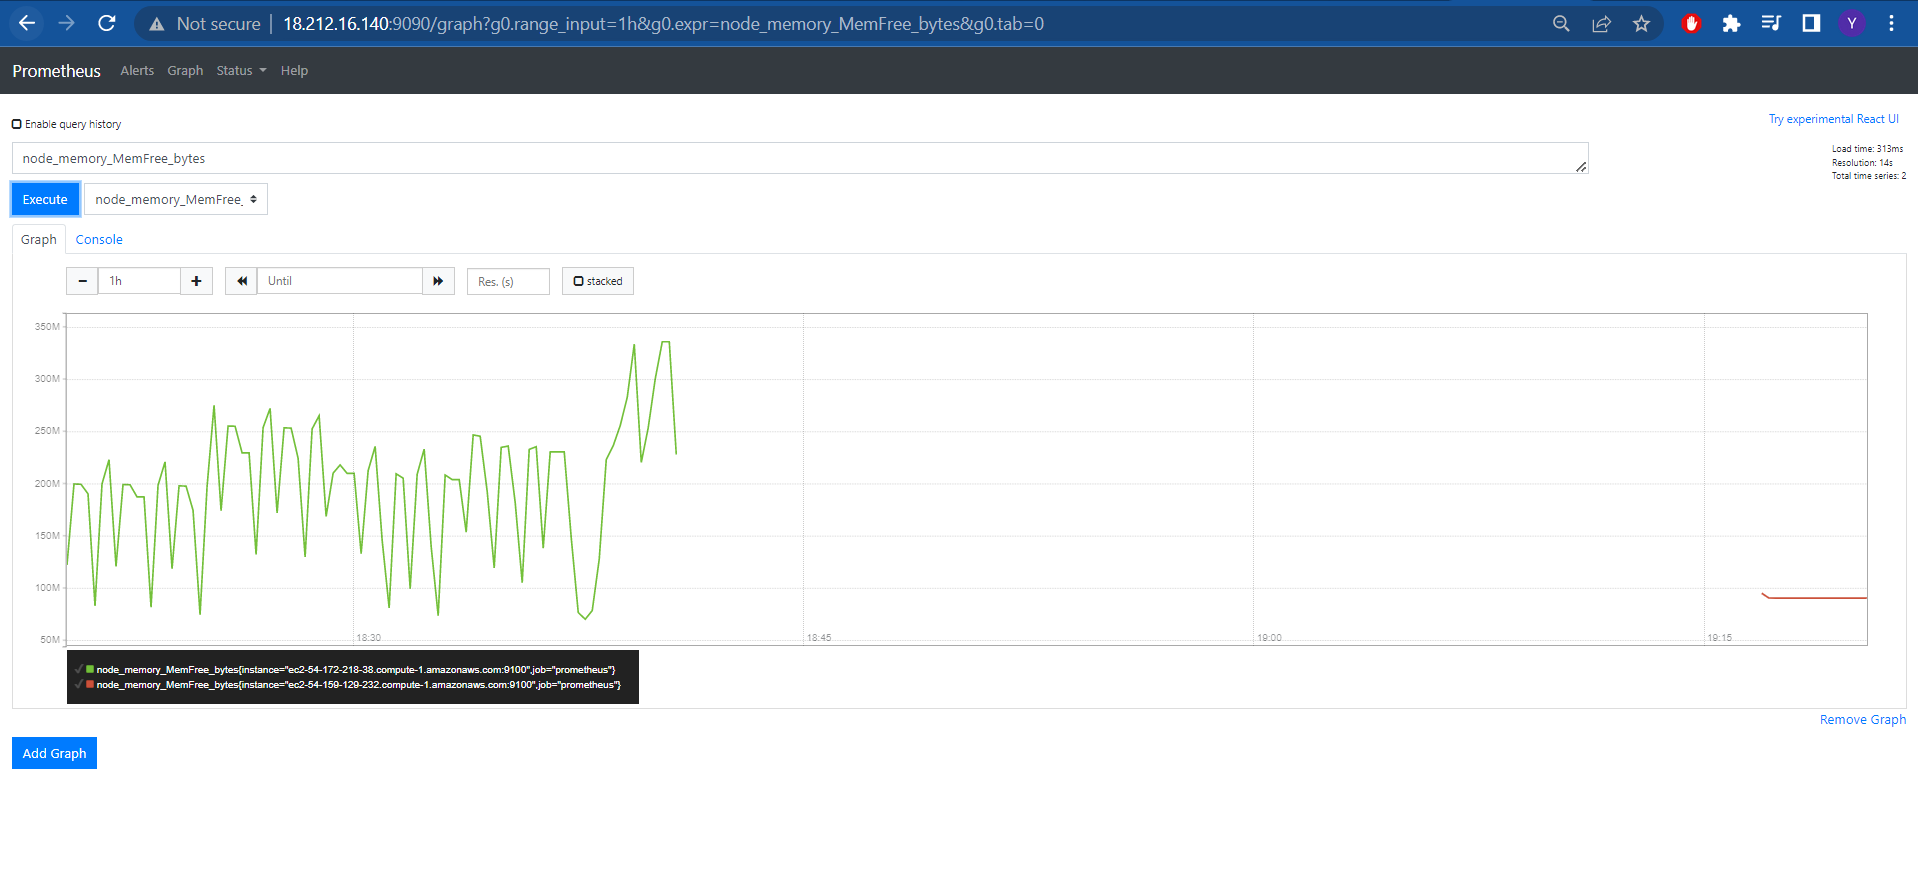 Not secure | 18.212.16.140:9090/graph?g0.range_input=1h&g0.expr=node_memory_MemFree_bytes&g0.tab=0
Y
Prometheus Alerts Graph Status Help
Enable query history
Try experimental React UI
node_memory_MemFree_bytes
Load time: 313ms
Resolution: 14s
Total time series: 2
Execute node_memory_MemFree_
Graph Console
− 1h + Until Res. (s) stacked
350M
300M
250M
200M
150M
100M
50M
18:30 18:45 19:00 19:15
node_memory_MemFree_bytes{instance="ec2-54-172-218-38.compute-1.amazonaws.com:9100",job="prometheus"}
node_memory_MemFree_bytes{instance="ec2-54-159-129-232.compute-1.amazonaws.com:9100",job="prometheus"}
Remove Graph
Add Graph